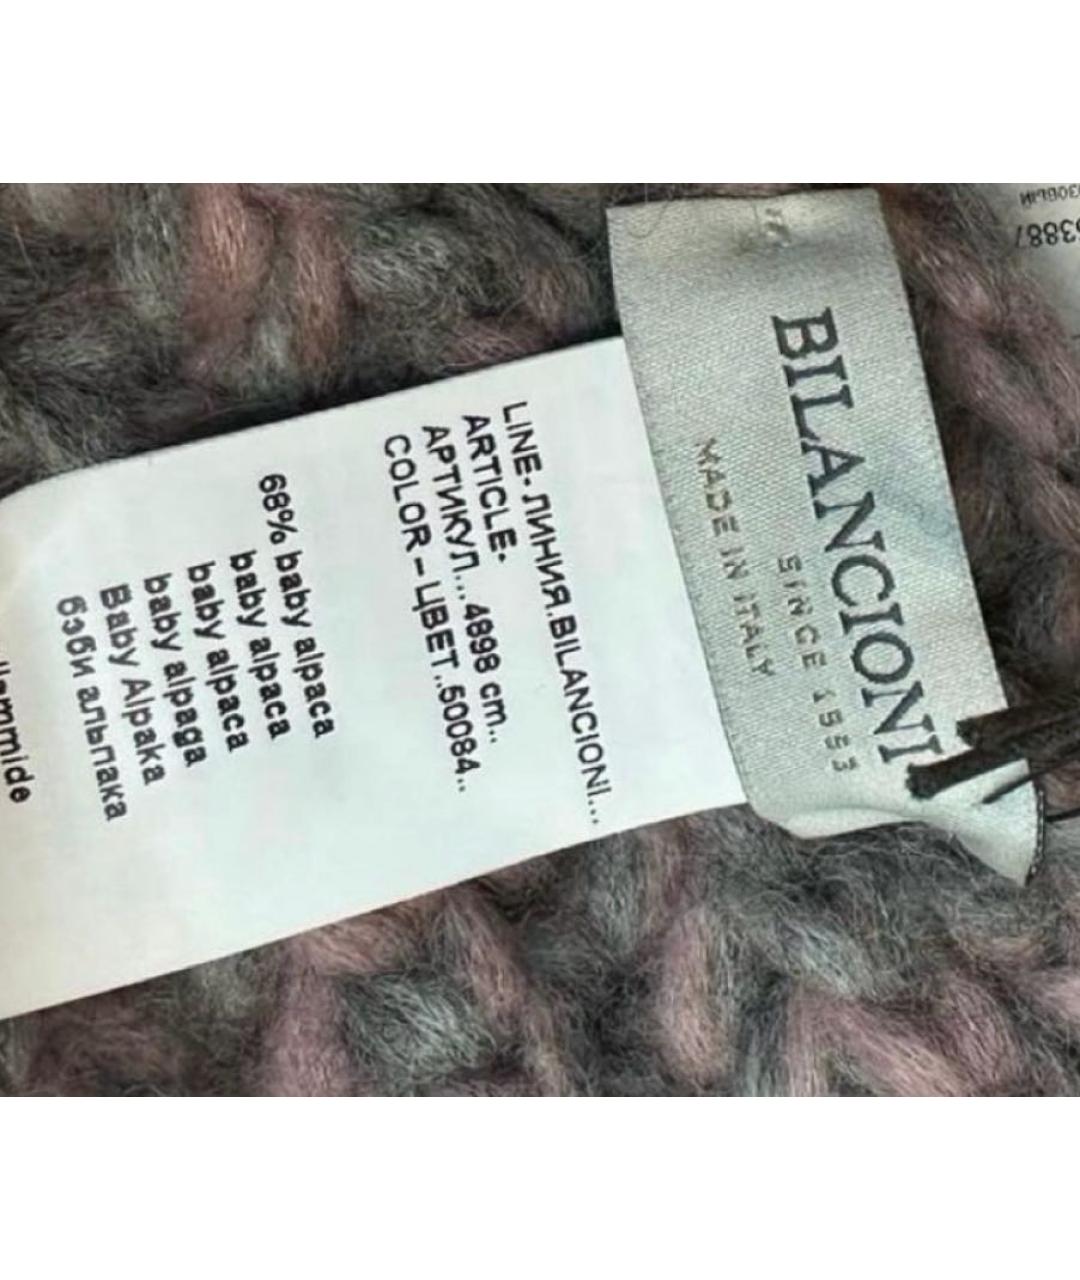 BILANCIONI
SINCE 1953
MADE IN ITALY
LINE- ЛИНИЯ.BILANCIONI...
ARTICLE-
АРТИКУЛ... 4898 cm..
COLOR – ЦВЕТ..50084..
68% baby alpaca
baby alpaca
baby alpaca
baby alpaga
Baby Alpaka
бэби альпака